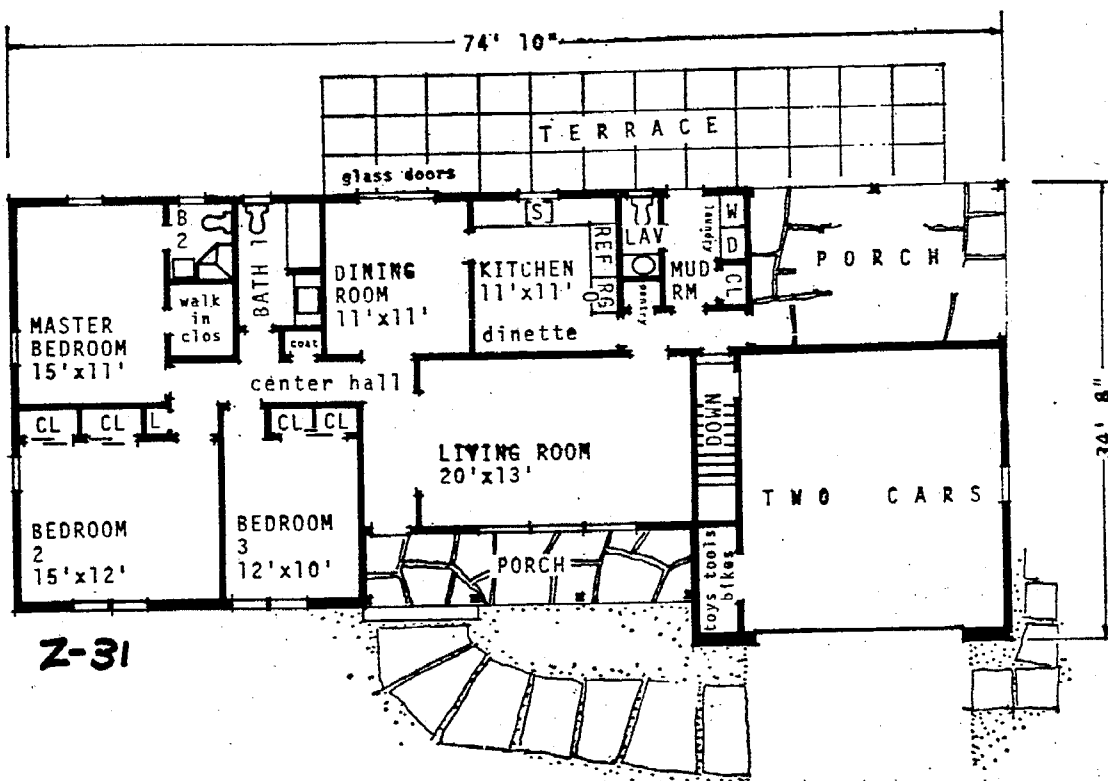 74' 10"
TERRACE
glass doors
B
2
BATH 1
S
REF
RG
O
LAV
laundry
W
D
CL
MUD
RM
PORCH
DINING
ROOM
11'x11'
KITCHEN
11'x11'
dinette
pantry
walk
in
clos
coat
MASTER
BEDROOM
15'x11'
center hall
CL
CL
L
CL
CL
DOWN
34' 8"
LIVING ROOM
20'x13'
TWO CARS
BEDROOM
2
15'x12'
BEDROOM
3
12'x10'
PORCH
toys tools
bikes
Z-31